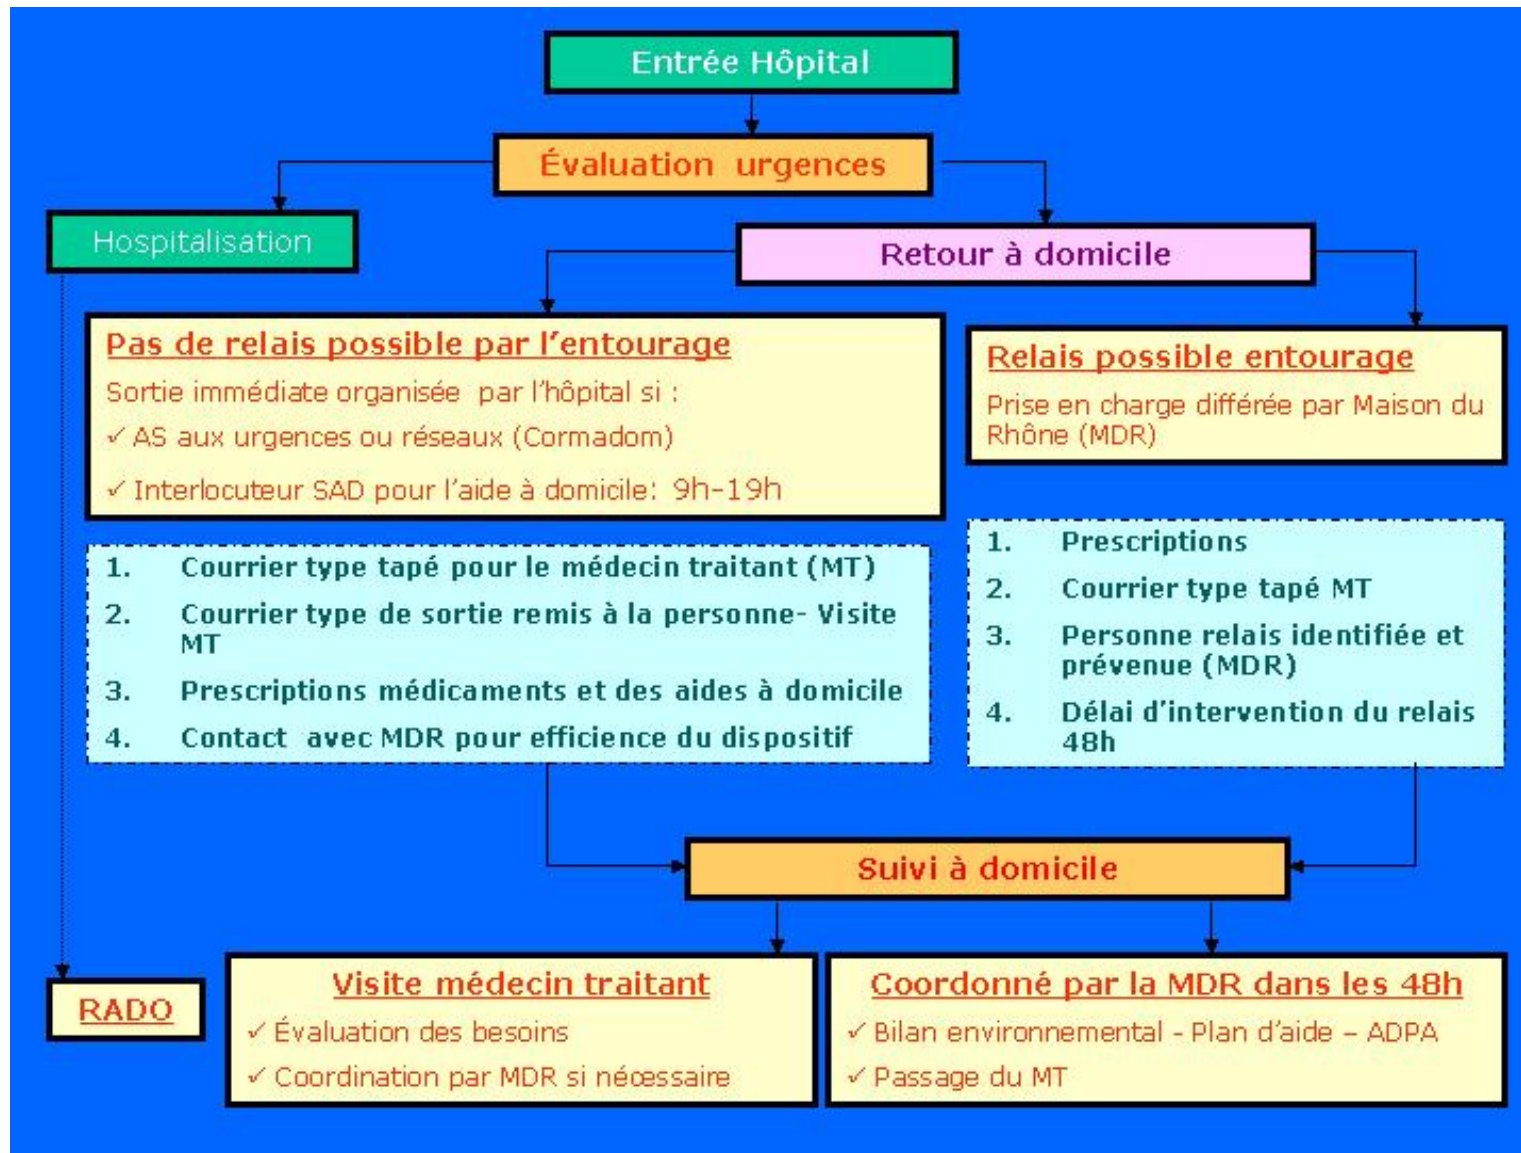 Entrée Hôpital
Évaluation urgences
Hospitalisation
Retour à domicile
Pas de relais possible par l’entourage
Sortie immédiate organisée par l’hôpital si :
✓ AS aux urgences ou réseaux (Cormadom)
✓ Interlocuteur SAD pour l’aide à domicile: 9h-19h
Relais possible entourage
Prise en charge différée par Maison du
Rhône (MDR)
1. Courrier type tapé pour le médecin traitant (MT)
2. Courrier type de sortie remis à la personne- Visite
MT
3. Prescriptions médicaments et des aides à domicile
4. Contact avec MDR pour efficience du dispositif
1. Prescriptions
2. Courrier type tapé MT
3. Personne relais identifiée et
prévenue (MDR)
4. Délai d’intervention du relais
48h
Suivi à domicile
RADO
Visite médecin traitant
✓ Évaluation des besoins
✓ Coordination par MDR si nécessaire
Coordonné par la MDR dans les 48h
✓ Bilan environnemental - Plan d’aide – ADPA
✓ Passage du MT